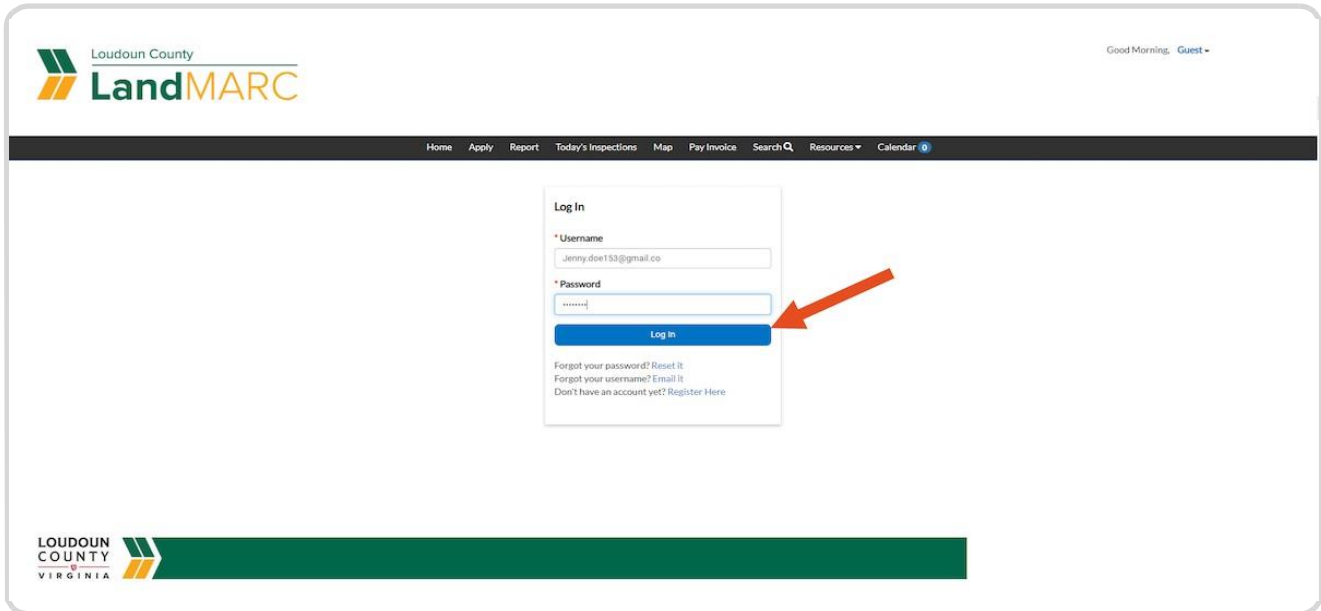 Loudoun County
LandMARC
Good Morning, Guest
Home Apply Report Today's Inspections Map Pay Invoice Search Resources Calendar 0
Log In
* Username
Jenny.doe153@gmail.co
* Password
••••••••
Log In
Forgot your password? Reset it
Forgot your username? Email it
Don't have an account yet? Register Here
LOUDOUN
COUNTY
VIRGINIA